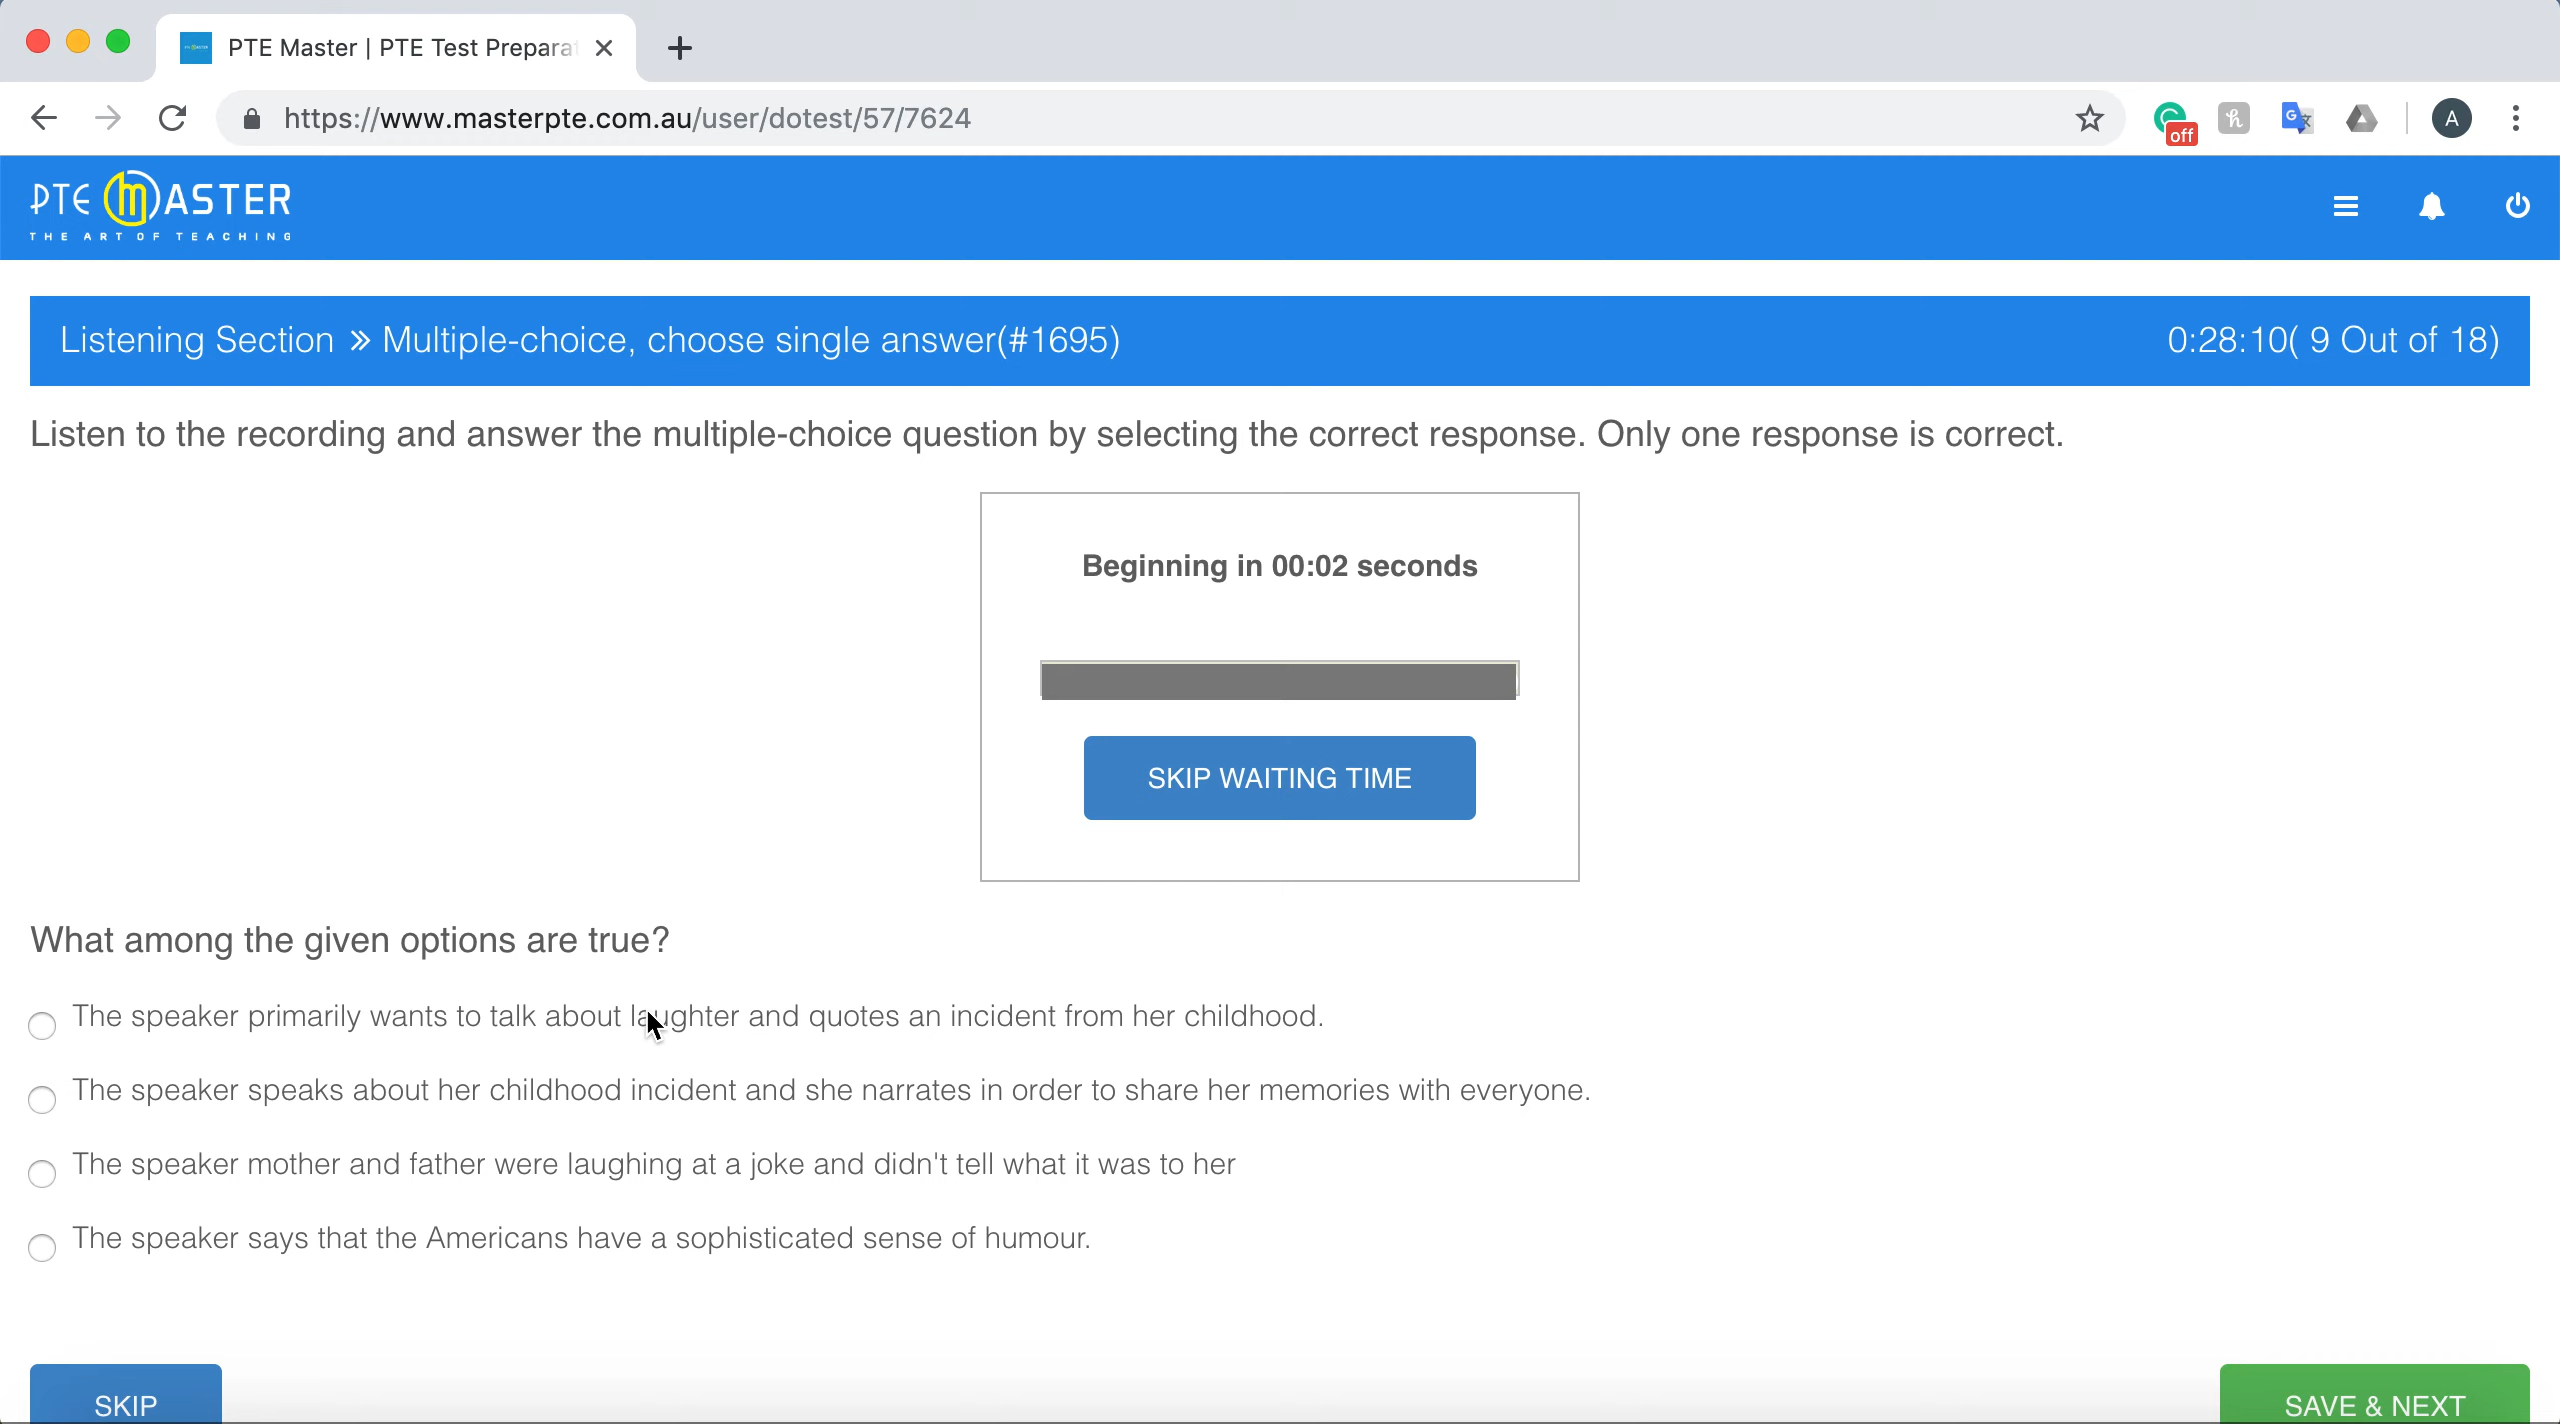 PTE Master | PTE Test Prepara
https://www.masterpte.com.au/user/dotest/57/7624
off
A
PTE MASTER
THE ART OF TEACHING
Listening Section » Multiple-choice, choose single answer(#1695)
0:28:10( 9 Out of 18)
Listen to the recording and answer the multiple-choice question by selecting the correct response. Only one response is correct.
Beginning in 00:02 seconds
SKIP WAITING TIME
What among the given options are true?
The speaker primarily wants to talk about laughter and quotes an incident from her childhood.
The speaker speaks about her childhood incident and she narrates in order to share her memories with everyone.
The speaker mother and father were laughing at a joke and didn't tell what it was to her
The speaker says that the Americans have a sophisticated sense of humour.
SKIP
SAVE & NEXT